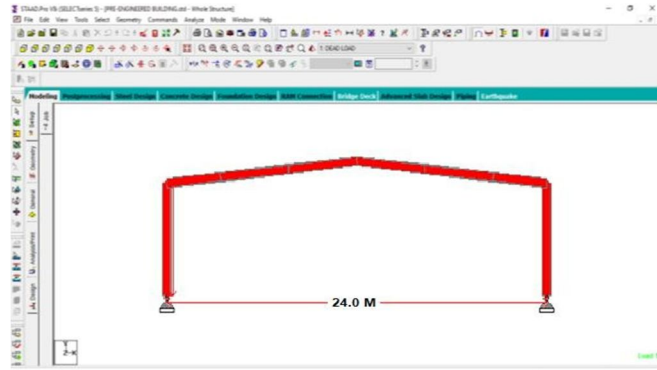 STAAD.Pro V8i (SELECTseries 5) - [PRE-ENGINEERED BUILDING.std - Whole Structure]
File Edit View Tools Select Geometry Commands Analyze Mode Window Help
1: DEAD LOAD
Modeling Postprocessing Steel Design Concrete Design Foundation Design RAM Connection Bridge Deck Advanced Slab Design Piping Earthquake
Setup
Job
Geometry
General
Analysis/Print
Design
24.0 M
Y
Z-X